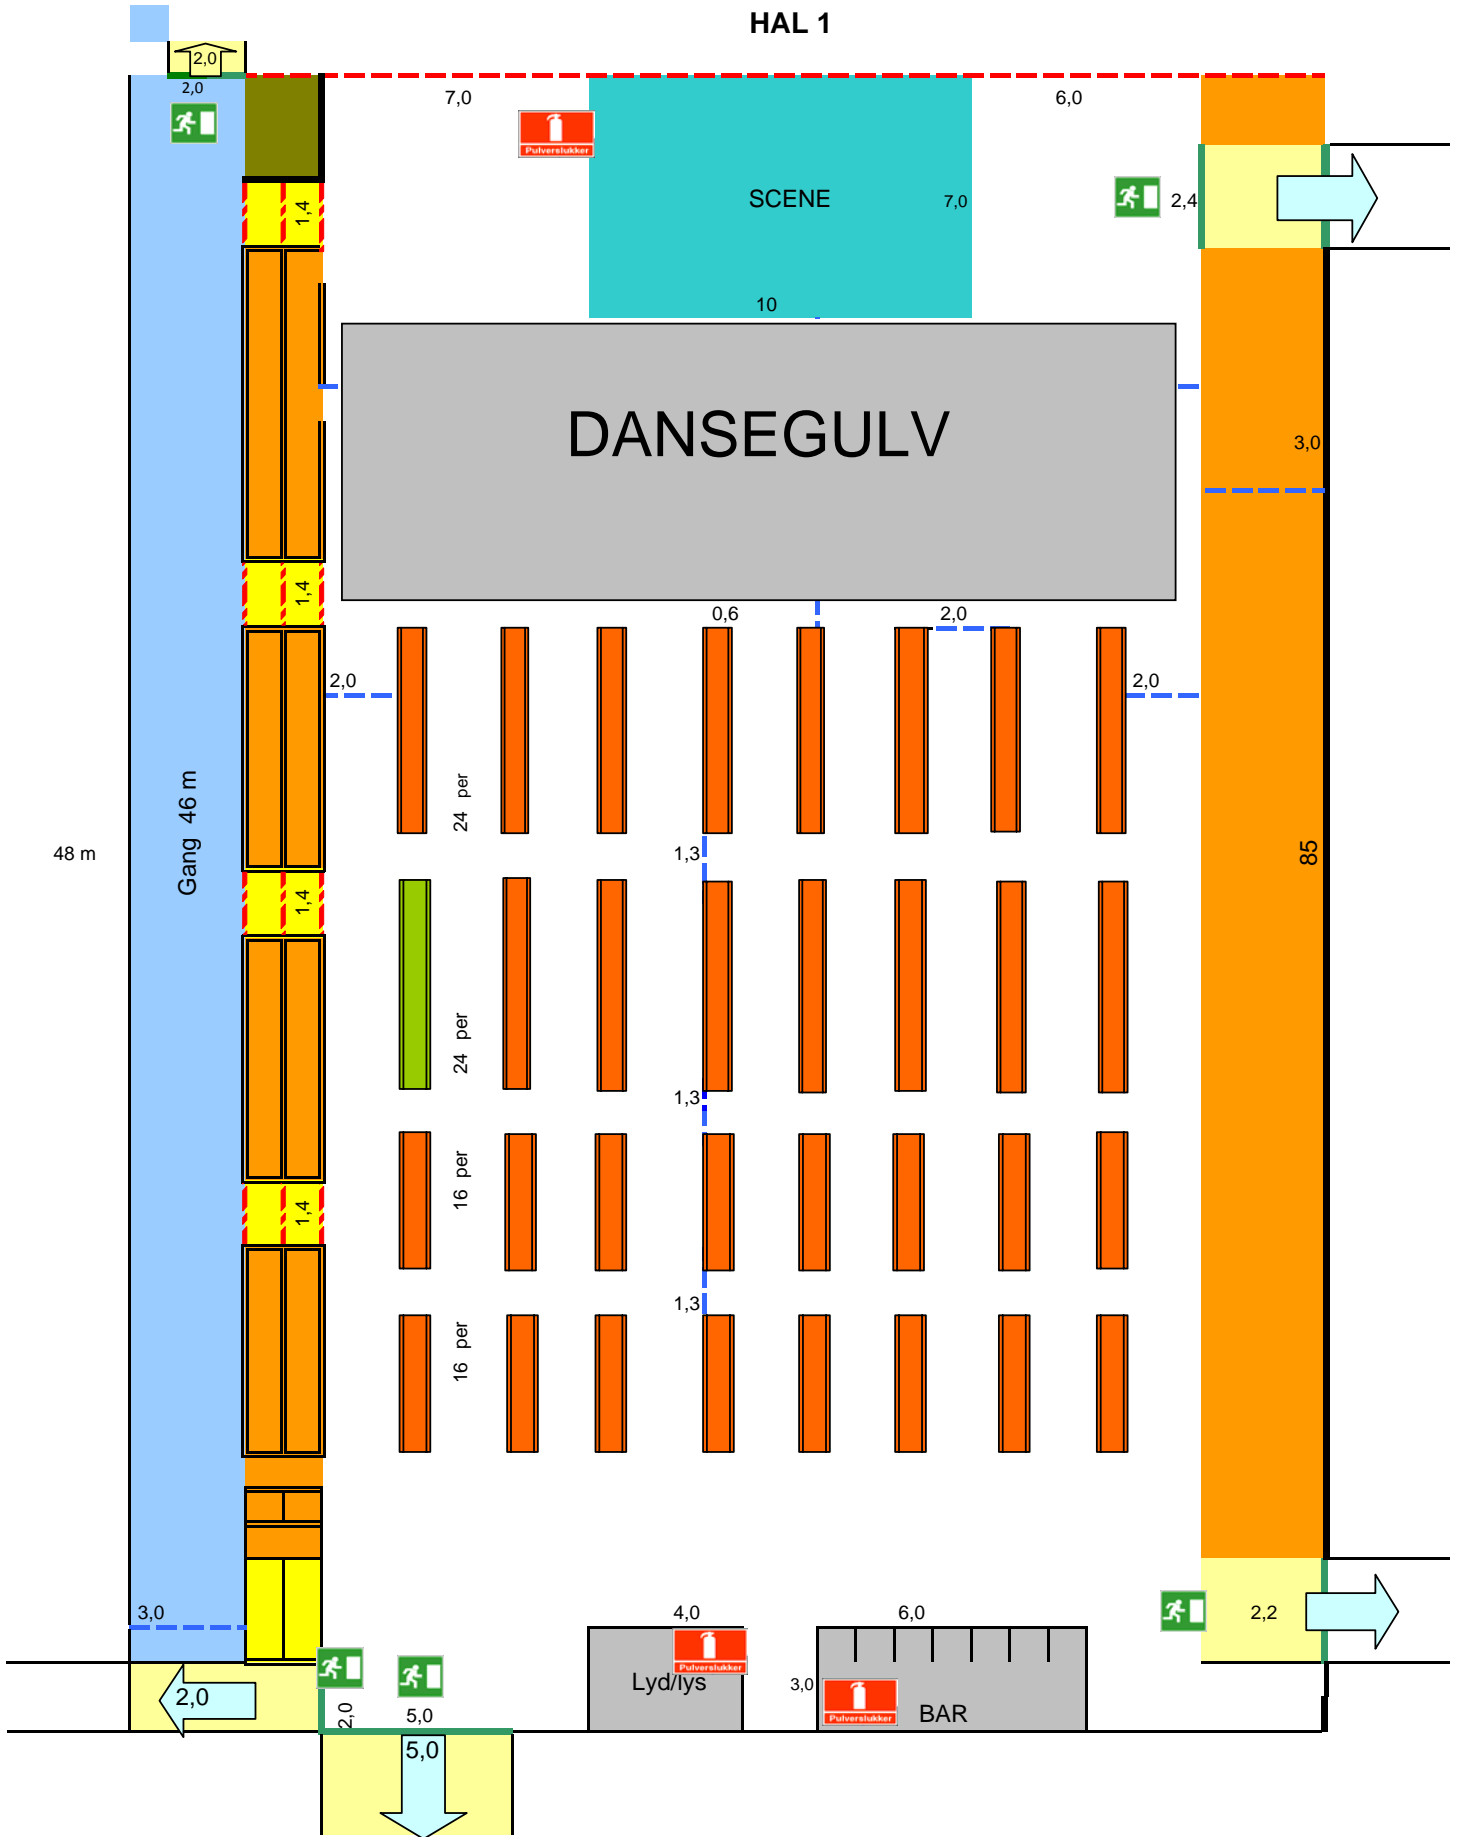 HAL 1
2,0
2,0
7,0
6,0
Pulverslukker
1,4
SCENE
7,0
2,4
10
DANSEGULV
3,0
1,4
0,6
2,0
2,0
2,0
24 per
Gang 46 m
48 m
1,3
85
1,4
24 per
1,3
16 per
1,4
1,3
16 per
3,0
4,0
6,0
2,2
Pulverslukker
Lyd/lys
3,0
Pulverslukker
BAR
2,0
2,0
5,0
5,0